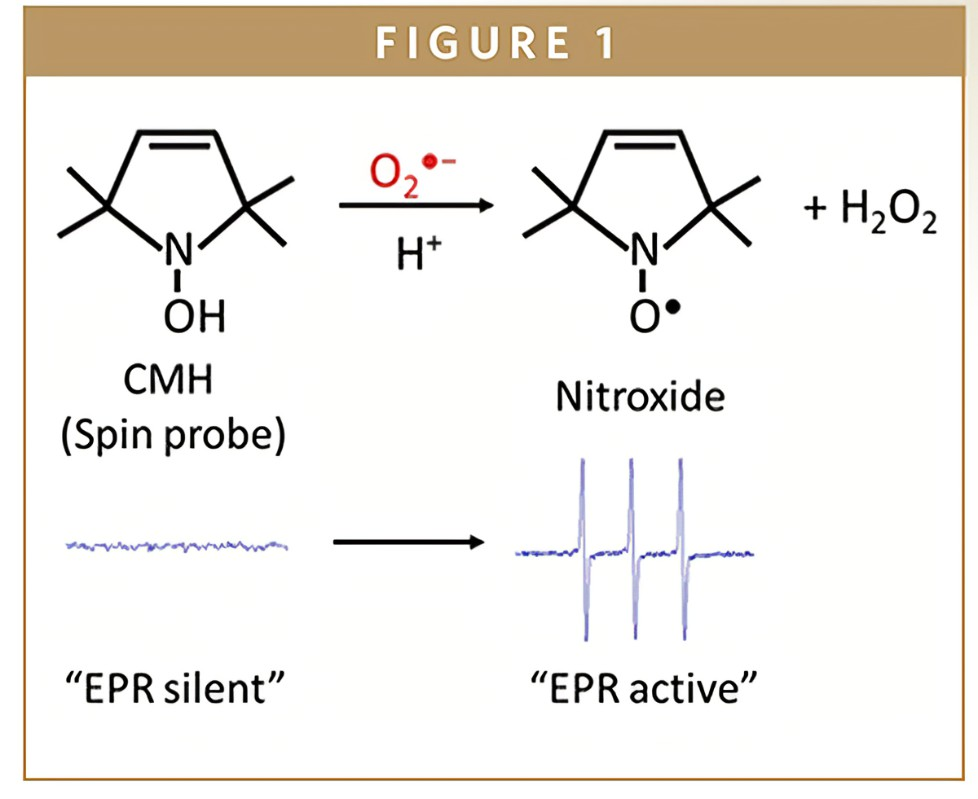 FIGURE 1
O₂•−
H⁺
N
OH
N
O•
+ H₂O₂
CMH
(Spin probe)
Nitroxide
“EPR silent”
“EPR active”